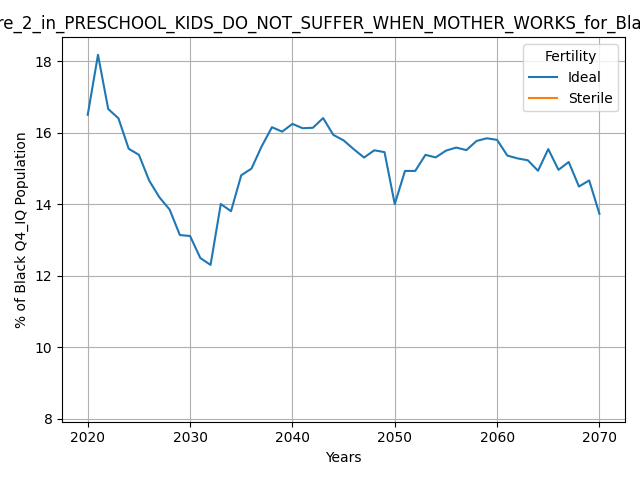 re_2_in_PRESCHOOL_KIDS_DO_NOT_SUFFER_WHEN_MOTHER_WORKS_for_Bla
Fertility
Ideal
Sterile
% of Black Q4_IQ Population
18
16
14
12
10
8
2020 2030 2040 2050 2060 2070
Years